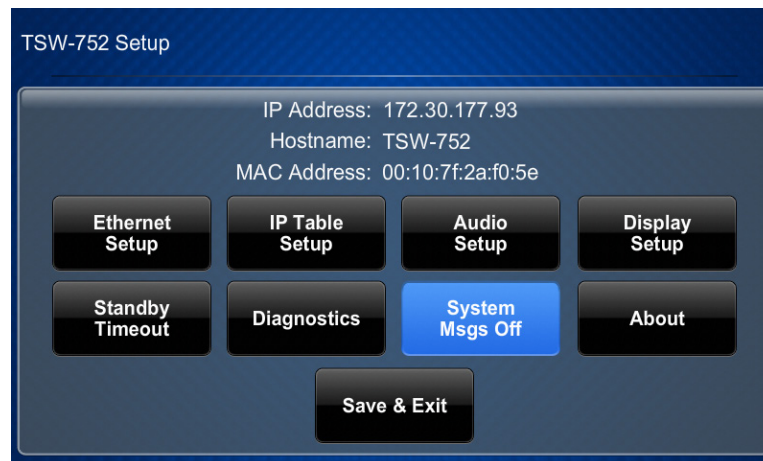 TSW-752 Setup
IP Address: 172.30.177.93
Hostname: TSW-752
MAC Address: 00:10:7f:2a:f0:5e
Ethernet
Setup
IP Table
Setup
Audio
Setup
Display
Setup
Standby
Timeout
Diagnostics
System
Msgs Off
About
Save & Exit